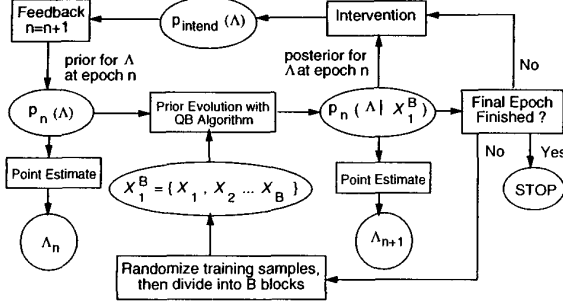 Feedback
n=n+1
p_intend (Λ)
Intervention
prior for Λ
at epoch n
posterior for
Λ at epoch n
No
p_n (Λ)
Prior Evolution with
QB Algorithm
p_n ( Λ | X_1^B )
Final Epoch
Finished ?
No
Yes
Point Estimate
X_1^B = { X_1 , X_2 ... X_B }
Point Estimate
STOP
Λ_n
Λ_n+1
Randomize training samples,
then divide into B blocks